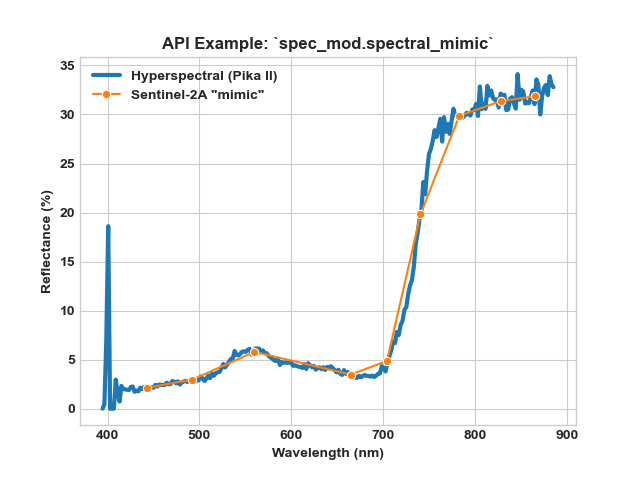 API Example: `spec_mod.spectral_mimic`
Hyperspectral (Pika II)
Sentinel-2A "mimic"
35
30
25
20
15
10
5
0
Reflectance (%)
400 500 600 700 800 900
Wavelength (nm)